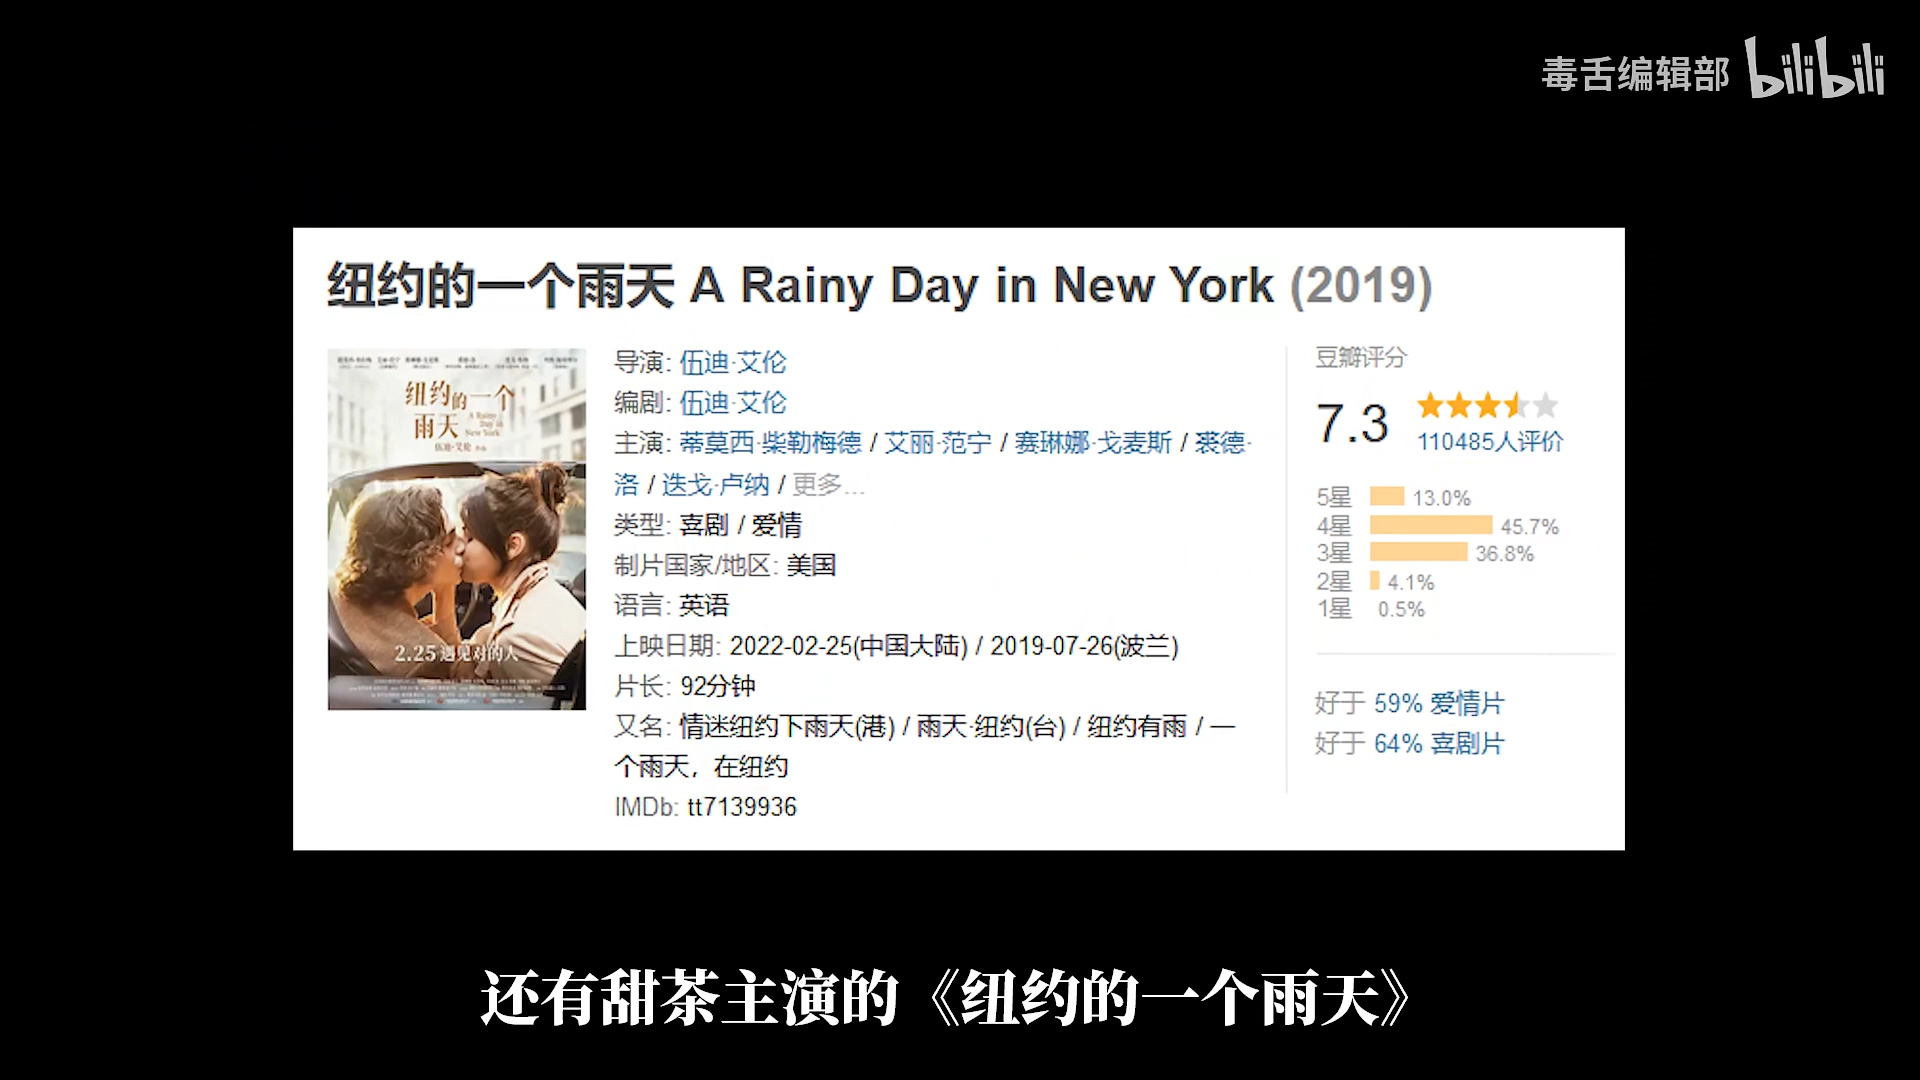 毒舌编辑部 bilibili
纽约的一个雨天 A Rainy Day in New York (2019)
纽约的一个
雨天
A Rainy
Day in
New York
伍迪·艾伦
2.25 遇见对的人
导演: 伍迪·艾伦
编剧: 伍迪·艾伦
主演: 蒂莫西·柴勒梅德 / 艾丽·范宁 / 赛琳娜·戈麦斯 / 裘德·
洛 / 迭戈·卢纳 / 更多...
类型: 喜剧 / 爱情
制片国家/地区: 美国
语言: 英语
上映日期: 2022-02-25(中国大陆) / 2019-07-26(波兰)
片长: 92分钟
又名: 情迷纽约下雨天(港) / 雨天·纽约(台) / 纽约有雨 / 一
个雨天，在纽约
IMDb: tt7139936
豆瓣评分
7.3
110485人评价
5星 13.0%
4星 45.7%
3星 36.8%
2星 4.1%
1星 0.5%
好于 59% 爱情片
好于 64% 喜剧片
还有甜茶主演的《纽约的一个雨天》